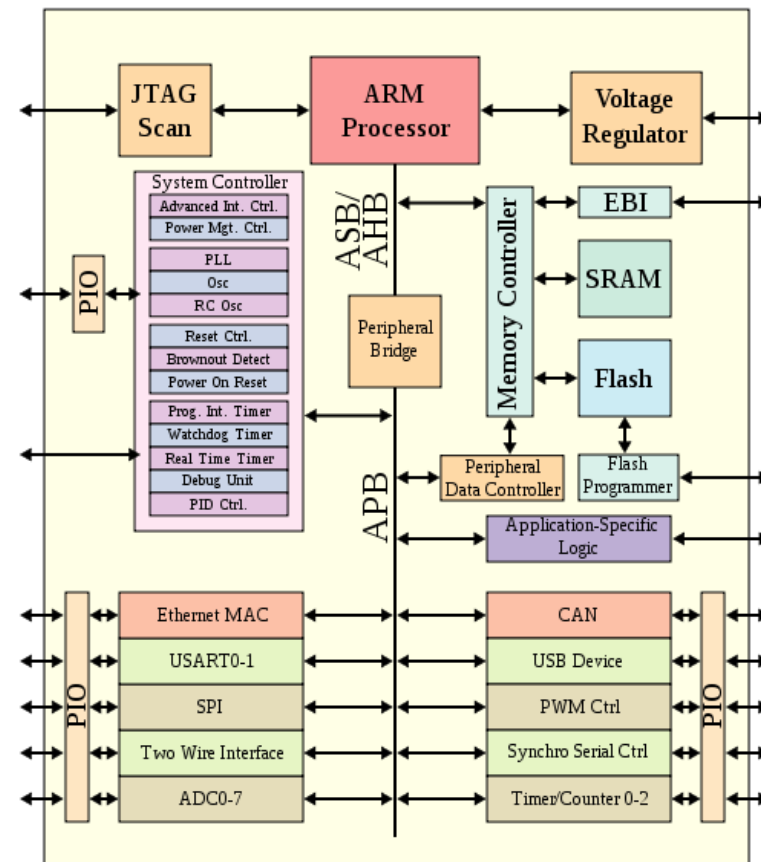 JTAG
Scan
ARM
Processor
Voltage
Regulator
System Controller
Advanced Int. Ctrl.
Power Mgt. Ctrl.
PLL
Osc
RC Osc
Reset Ctrl.
Brownout Detect
Power On Reset
Prog. Int. Timer
Watchdog Timer
Real Time Timer
Debug Unit
PID Ctrl.
PIO
ASB/
AHB
Peripheral
Bridge
APB
Memory Controller
EBI
SRAM
Flash
Peripheral
Data Controller
Flash
Programmer
Application-Specific
Logic
PIO
Ethernet MAC
USART0-1
SPI
Two Wire Interface
ADC0-7
CAN
USB Device
PWM Ctrl
Synchro Serial Ctrl
Timer/Counter 0-2
PIO